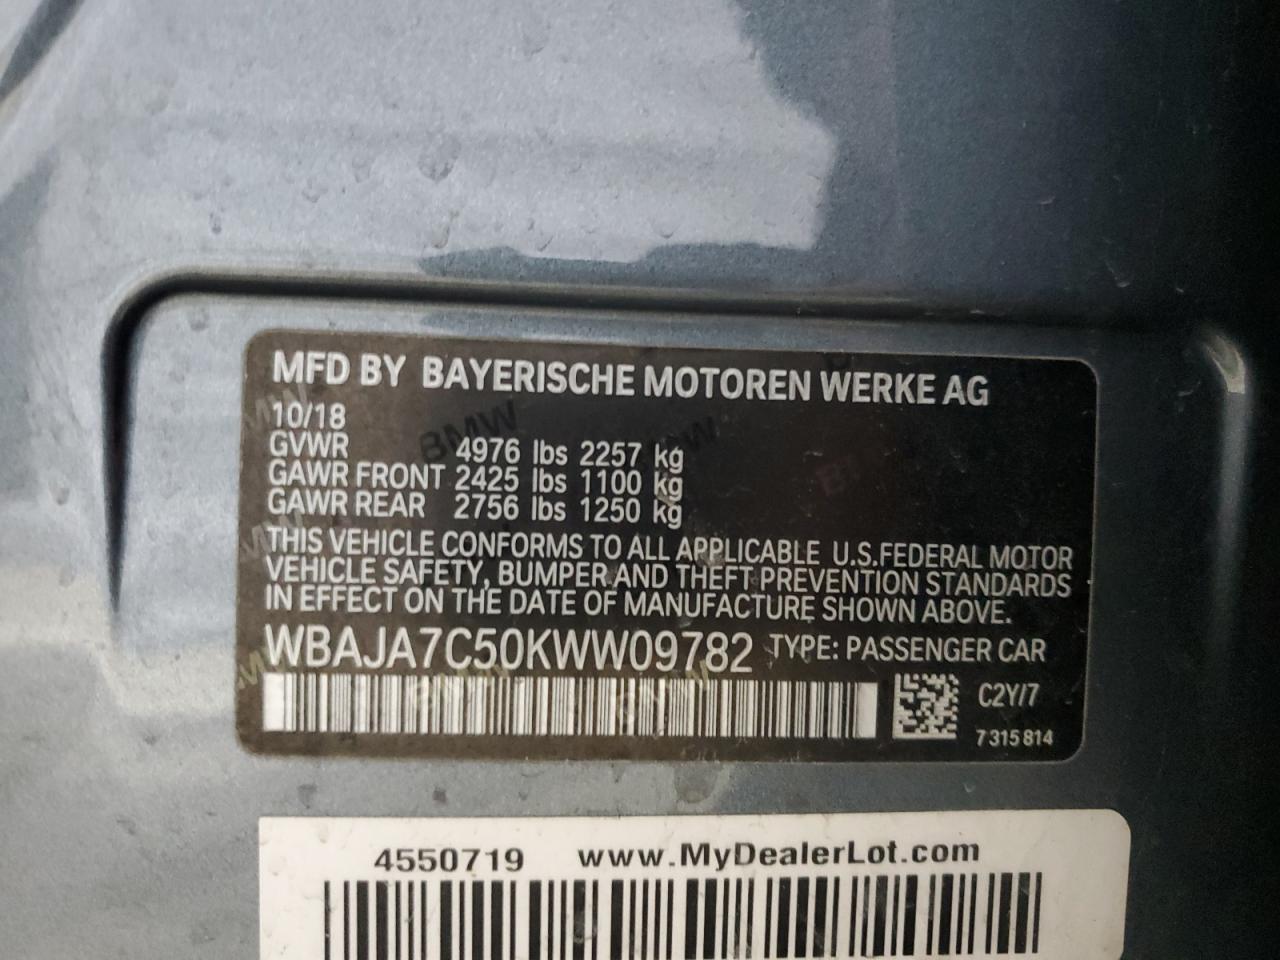 MFD BY BAYERISCHE MOTOREN WERKE AG
10/18
GVWR 4976 lbs 2257 kg
GAWR FRONT 2425 lbs 1100 kg
GAWR REAR 2756 lbs 1250 kg
THIS VEHICLE CONFORMS TO ALL APPLICABLE U.S.FEDERAL MOTOR
VEHICLE SAFETY, BUMPER AND THEFT PREVENTION STANDARDS
IN EFFECT ON THE DATE OF MANUFACTURE SHOWN ABOVE.
WBAJA7C50KWW09782 TYPE: PASSENGER CAR
C2Y/7
7 315 814
4550719 www.MyDealerLot.com